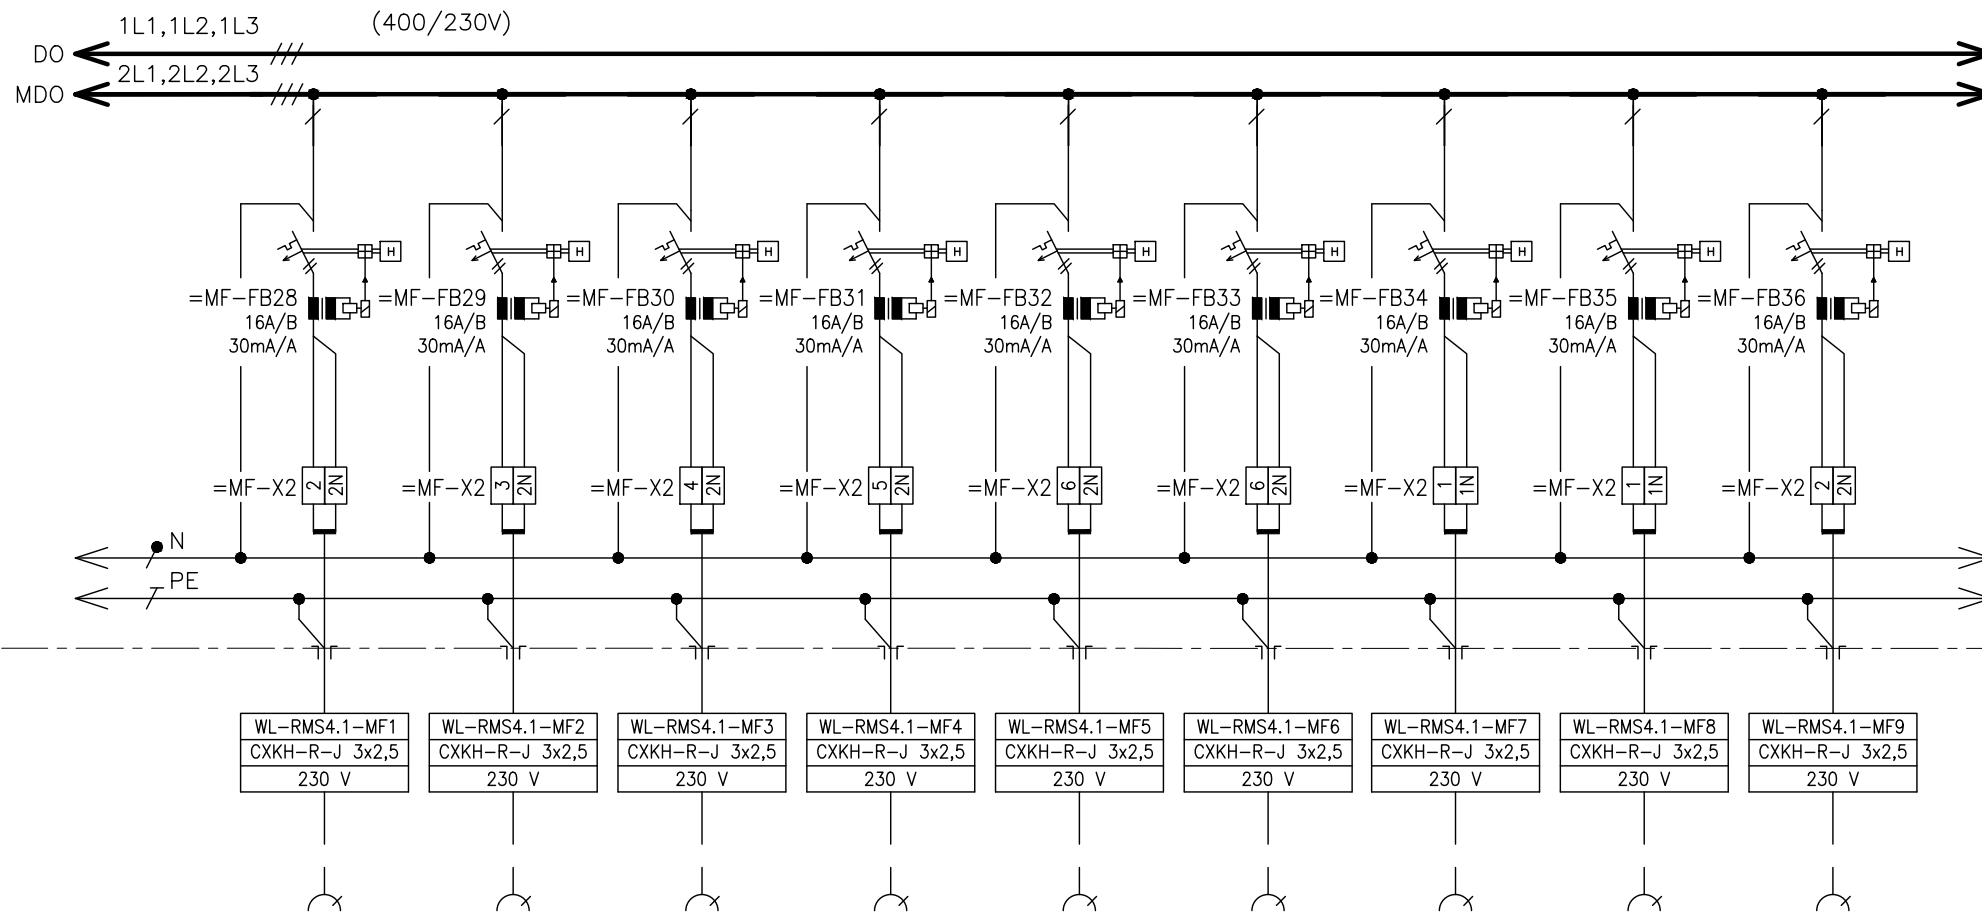 1L1,1L2,1L3 (400/230V)
DO
2L1,2L2,2L3
MDO
H H H H H H H H H
=MF-FB28 =MF-FB29 =MF-FB30 =MF-FB31 =MF-FB32 =MF-FB33 =MF-FB34 =MF-FB35 =MF-FB36
16A/B 16A/B 16A/B 16A/B 16A/B 16A/B 16A/B 16A/B 16A/B
30mA/A 30mA/A 30mA/A 30mA/A 30mA/A 30mA/A 30mA/A 30mA/A 30mA/A
=MF-X2 2 2N =MF-X2 3 2N =MF-X2 4 2N =MF-X2 5 2N =MF-X2 6 2N =MF-X2 6 2N =MF-X2 1 1N =MF-X2 1 1N =MF-X2 2 2N
N
PE
WL-RMS4.1-MF1 WL-RMS4.1-MF2 WL-RMS4.1-MF3 WL-RMS4.1-MF4 WL-RMS4.1-MF5 WL-RMS4.1-MF6 WL-RMS4.1-MF7 WL-RMS4.1-MF8 WL-RMS4.1-MF9
CXKH-R-J 3x2,5 CXKH-R-J 3x2,5 CXKH-R-J 3x2,5 CXKH-R-J 3x2,5 CXKH-R-J 3x2,5 CXKH-R-J 3x2,5 CXKH-R-J 3x2,5 CXKH-R-J 3x2,5 CXKH-R-J 3x2,5
230 V 230 V 230 V 230 V 230 V 230 V 230 V 230 V 230 V